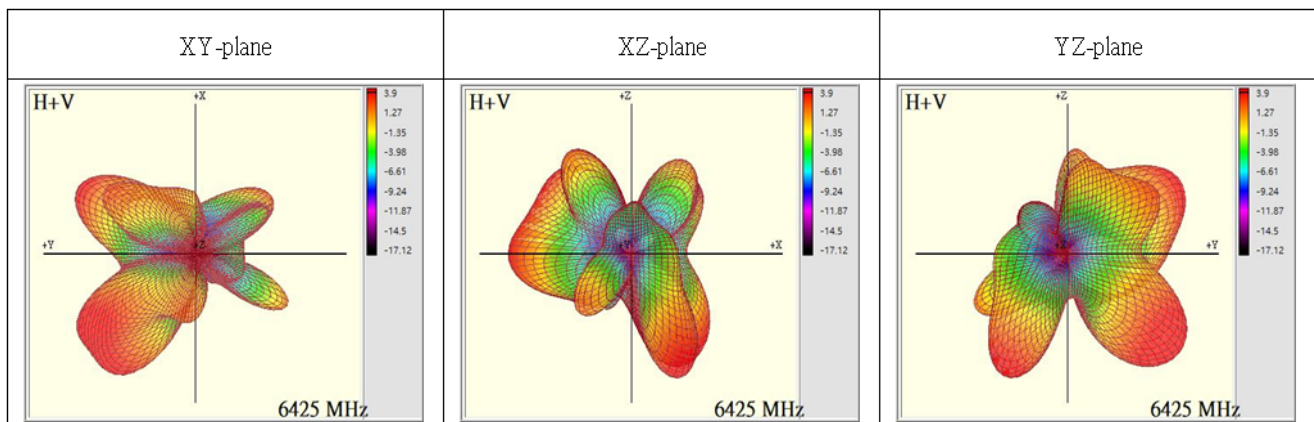 XY-plane
XZ-plane
YZ-plane
H+V
+X
+Y
+Z
3.9
1.27
-1.35
-3.98
-6.61
-9.24
-11.87
-14.5
-17.12
6425 MHz
H+V
+Z
+X
3.9
1.27
-1.35
-3.98
-6.61
-9.24
-11.87
-14.5
-17.12
6425 MHz
H+V
+Z
+Y
3.9
1.27
-1.35
-3.98
-6.61
-9.24
-11.87
-14.5
-17.12
6425 MHz